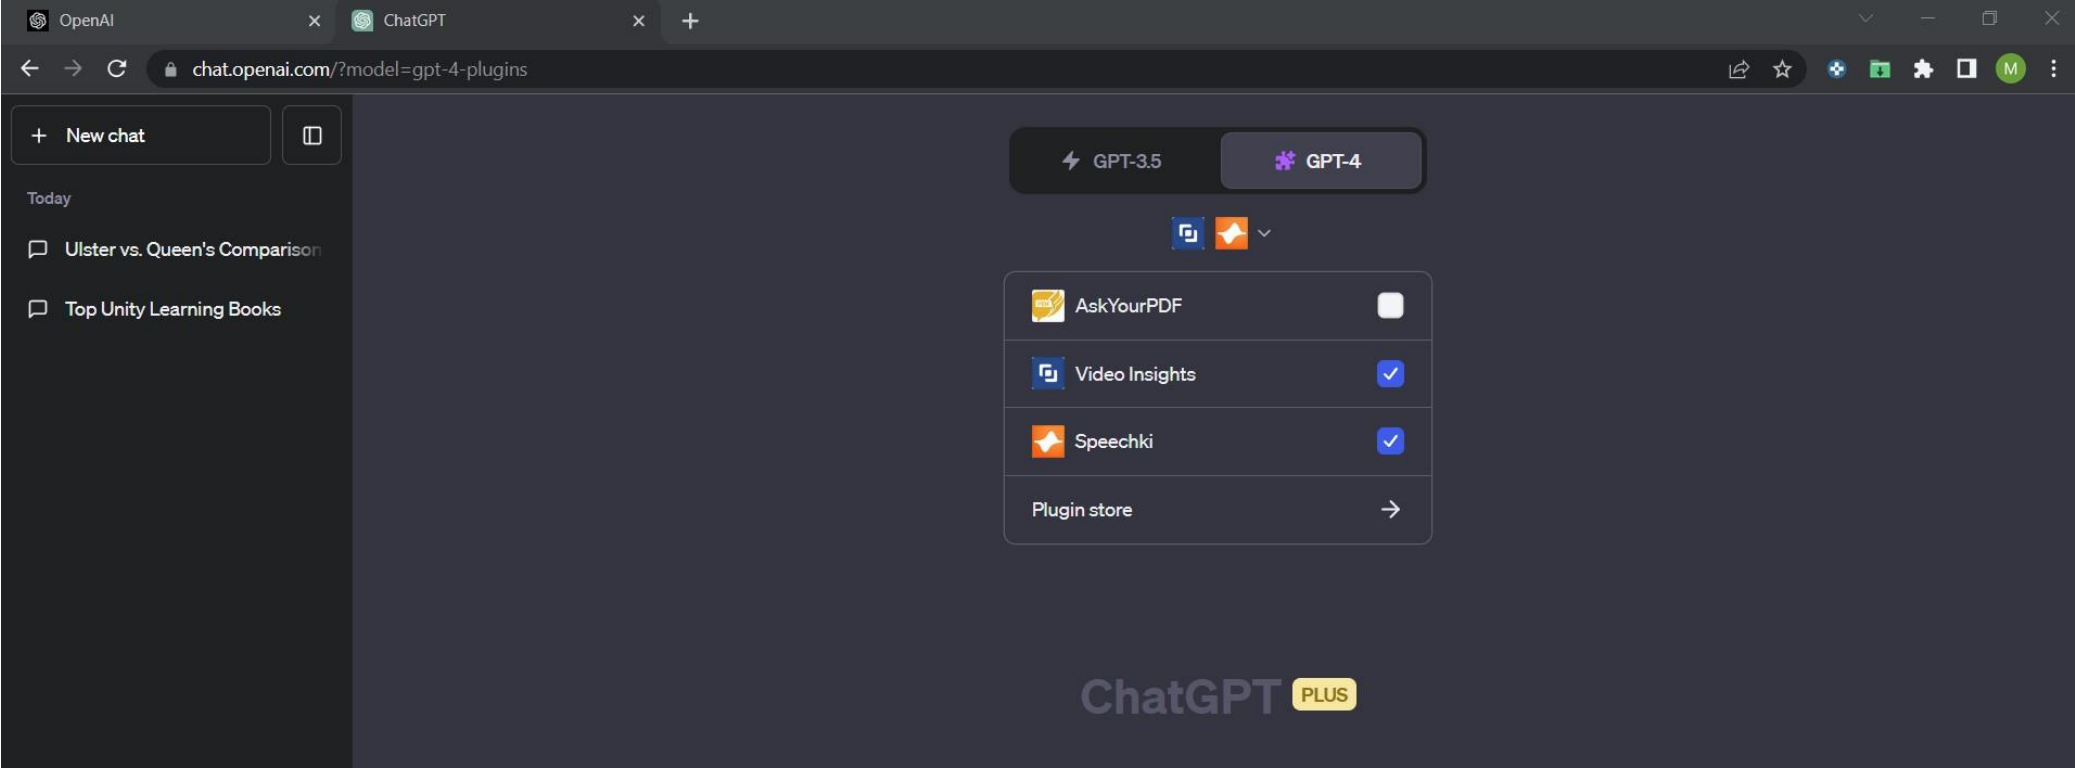 OpenAI
ChatGPT
chat.openai.com/?model=gpt-4-plugins
M
New chat
GPT-3.5
GPT-4
Today
Ulster vs. Queen's Comparison
Top Unity Learning Books
AskYourPDF
Video Insights
Speechki
Plugin store
ChatGPT PLUS